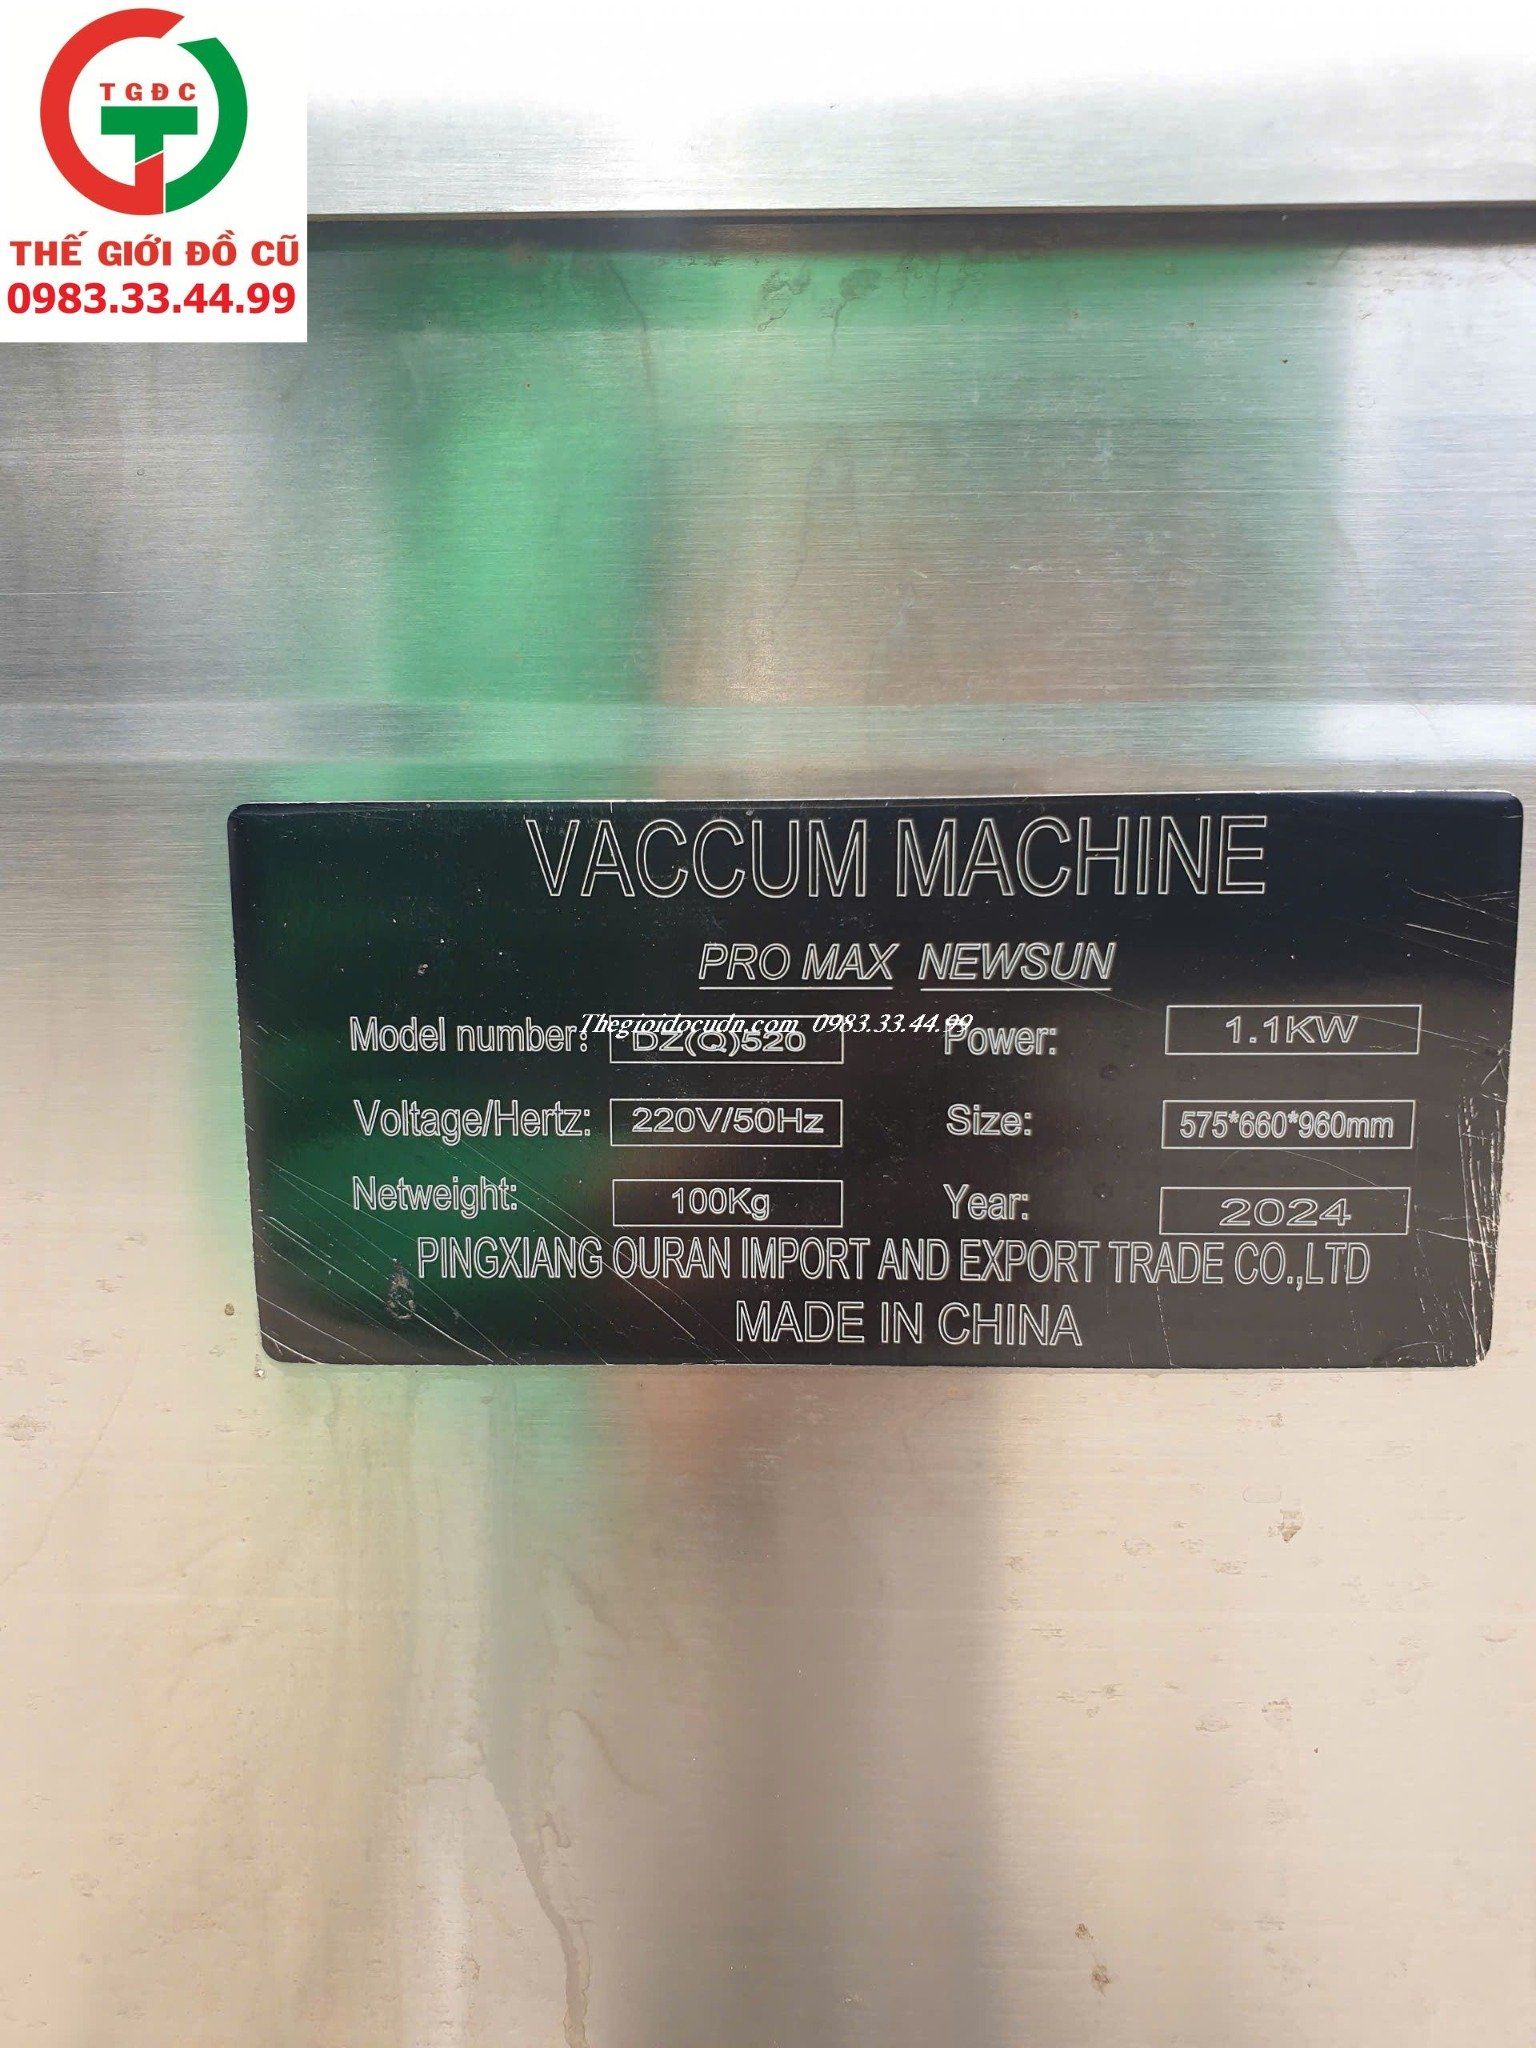 TGĐC
THẾ GIỚI ĐỒ CŨ
0983.33.44.99
VACCUM MACHINE
PRO MAX NEWSUN
Thegioidocudn.com 0983.33.44.99
Model number: DZ(Q)520 Power: 1.1KW
Voltage/Hertz: 220V/50Hz Size: 575*660*960mm
Netweight: 100Kg Year: 2024
PINGXIANG OURAN IMPORT AND EXPORT TRADE CO.,LTD
MADE IN CHINA